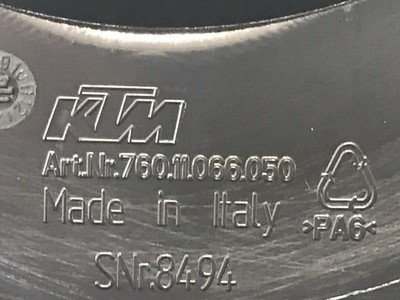 KTM
Art.Nr.760.11.066.050
Made in Italy
>PA6<
SNr.8494